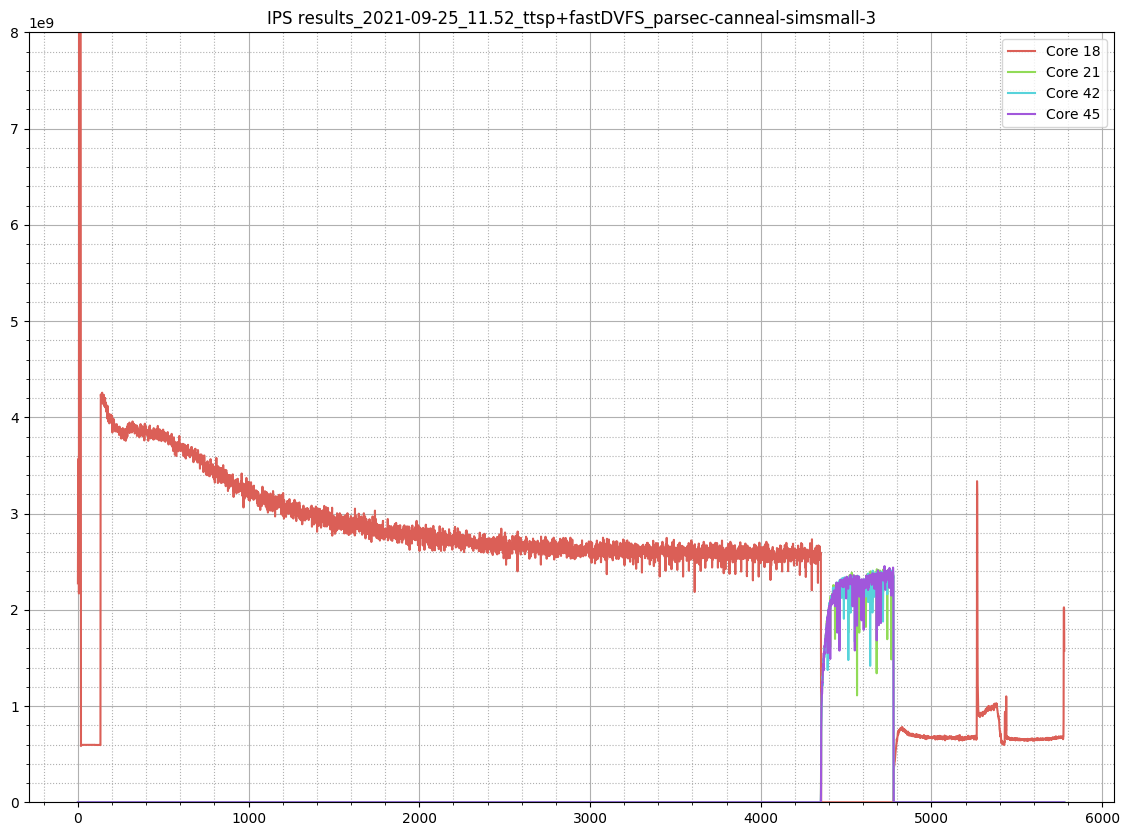 IPS results_2021-09-25_11.52_ttsp+fastDVFS_parsec-canneal-simsmall-3
1e9
8
7
6
5
4
3
2
1
0
Core 18
Core 21
Core 42
Core 45
0 1000 2000 3000 4000 5000 6000